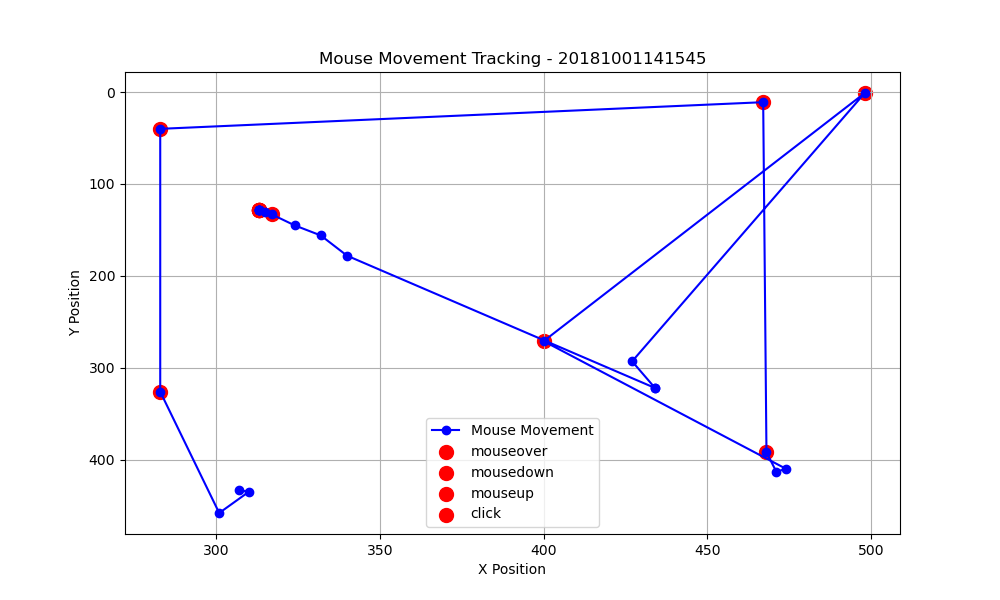 Mouse Movement Tracking - 20181001141545
0
100
200
300
400
Y Position
Mouse Movement
mouseover
mousedown
mouseup
click
300
350
400
450
500
X Position